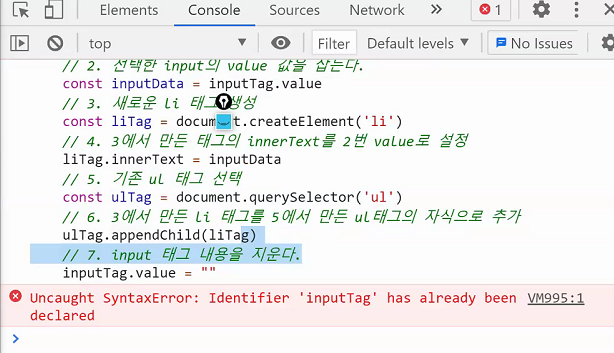 Elements Console Sources Network » 1
top Filter Default levels No Issues
// 2. 선택한 input의 value 값을 잡는다.
const inputData = inputTag.value
// 3. 새로운 li 태그 생성
const liTag = document.createElement('li')
// 4. 3에서 만든 태그의 innerText를 2번 value로 설정
liTag.innerText = inputData
// 5. 기존 ul 태그 선택
const ulTag = document.querySelector('ul')
// 6. 3에서 만든 li 태그를 5에서 만든 ul태그의 자식으로 추가
ulTag.appendChild(liTag)
// 7. input 태그 내용을 지운다.
inputTag.value = ""
Uncaught SyntaxError: Identifier 'inputTag' has already been VM995:1
declared
>